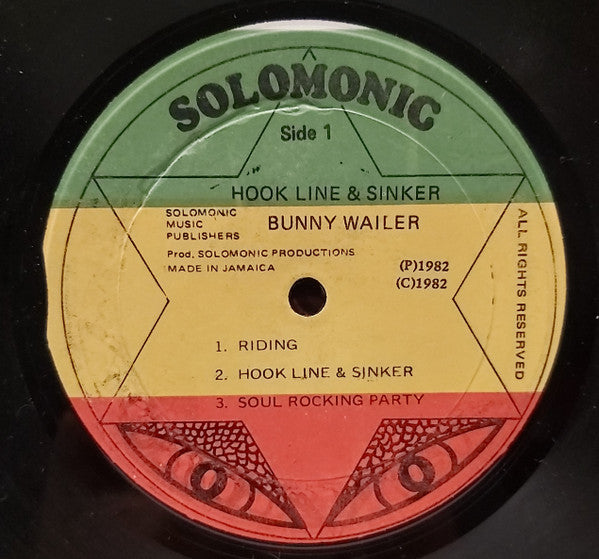 SOLOMONIC
Side 1
HOOK LINE & SINKER
SOLOMONIC
MUSIC
PUBLISHERS
BUNNY WAILER
Prod. SOLOMONIC PRODUCTIONS
MADE IN JAMAICA
(P)1982
(C)1982
ALL RIGHTS RESERVED
1. RIDING
2. HOOK LINE & SINKER
3. SOUL ROCKING PARTY